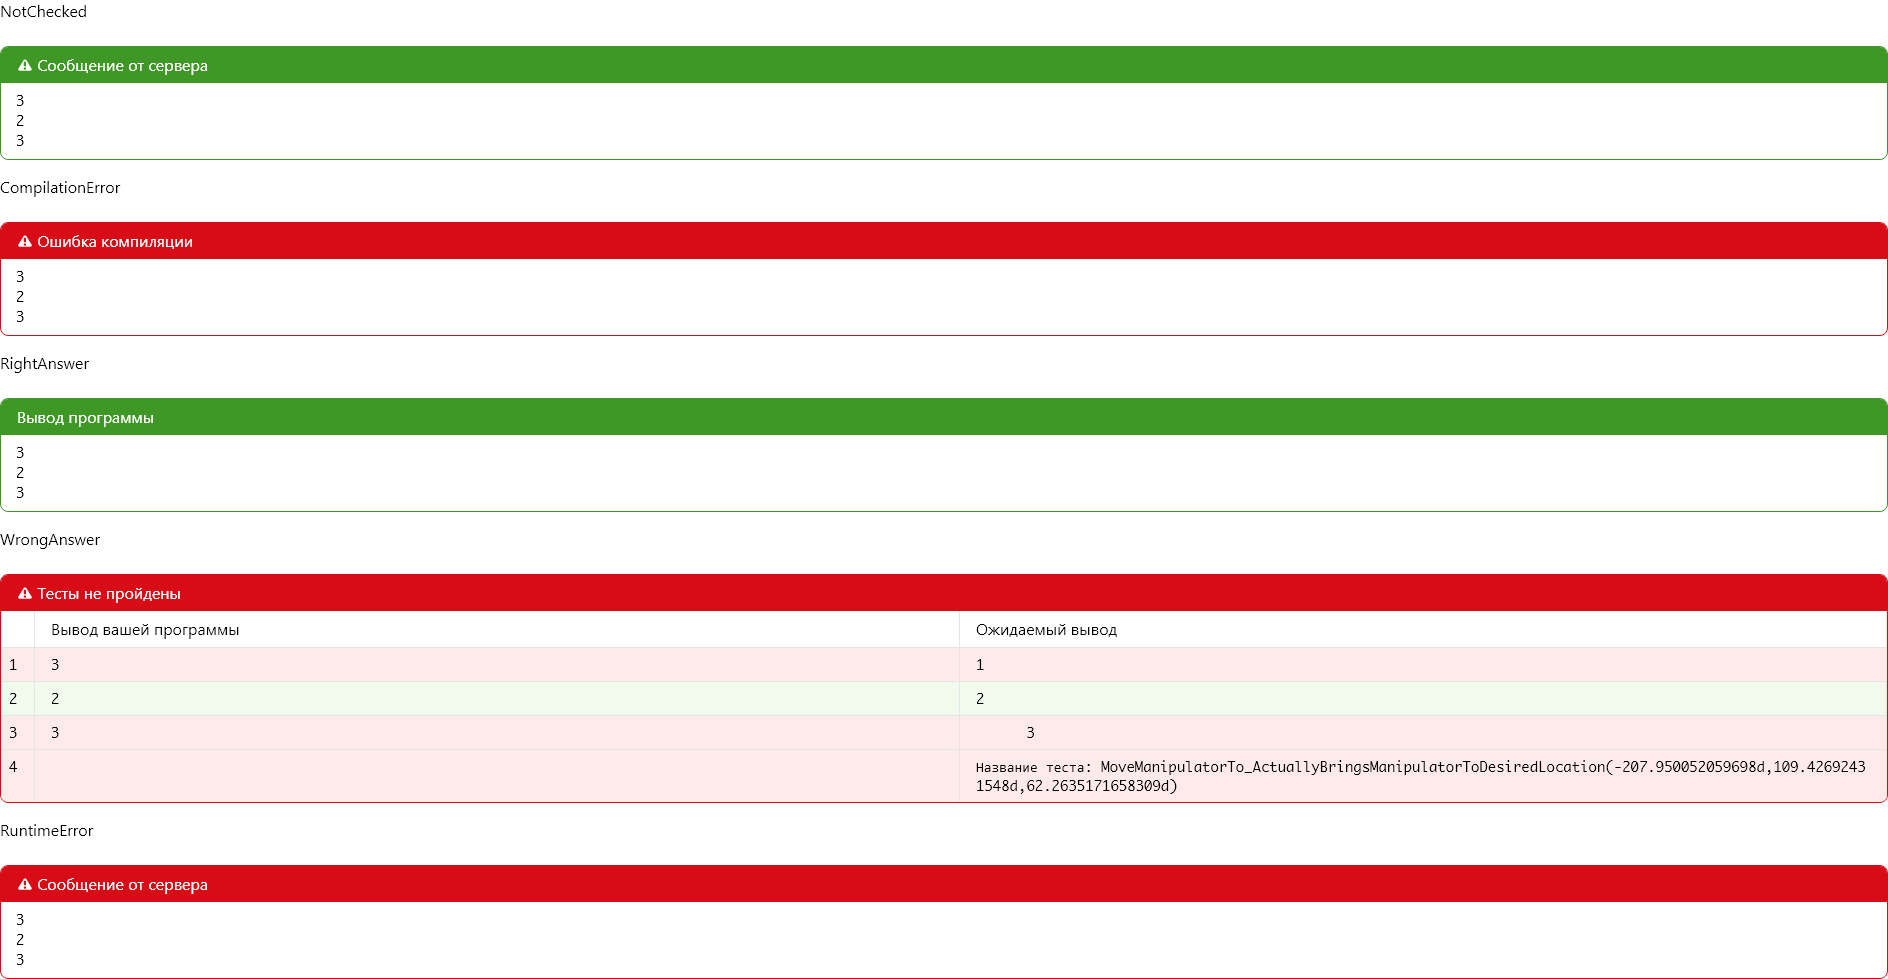 NotChecked
Сообщение от сервера
3
2
3
CompilationError
Ошибка компиляции
3
2
3
RightAnswer
Вывод программы
3
2
3
WrongAnswer
Тесты не пройдены
Вывод вашей программы Ожидаемый вывод
1 3 1
2 2 2
3 3 3
4 Название теста: MoveManipulatorTo_ActuallyBringsManipulatorToDesiredLocation(-207.950052059698d,109.4269243
1548d,62.2635171658309d)
RuntimeError
Сообщение от сервера
3
2
3